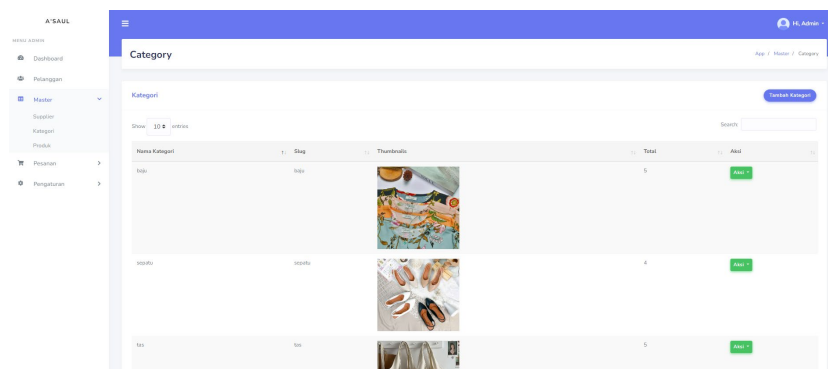 A'SAUL
Hi, Admin
MENU ADMIN
Dashboard
Pelanggan
Master
Supplier
Kategori
Produk
Pesanan
Pengaturan
Category
App / Master / Category
Kategori
Tambah Kategori
Show 10 entries
Search:
Nama Kategori Slug Thumbnails Total Aksi
baju baju 5 Aksi
sepatu sepatu 4 Aksi
tas tas 5 Aksi